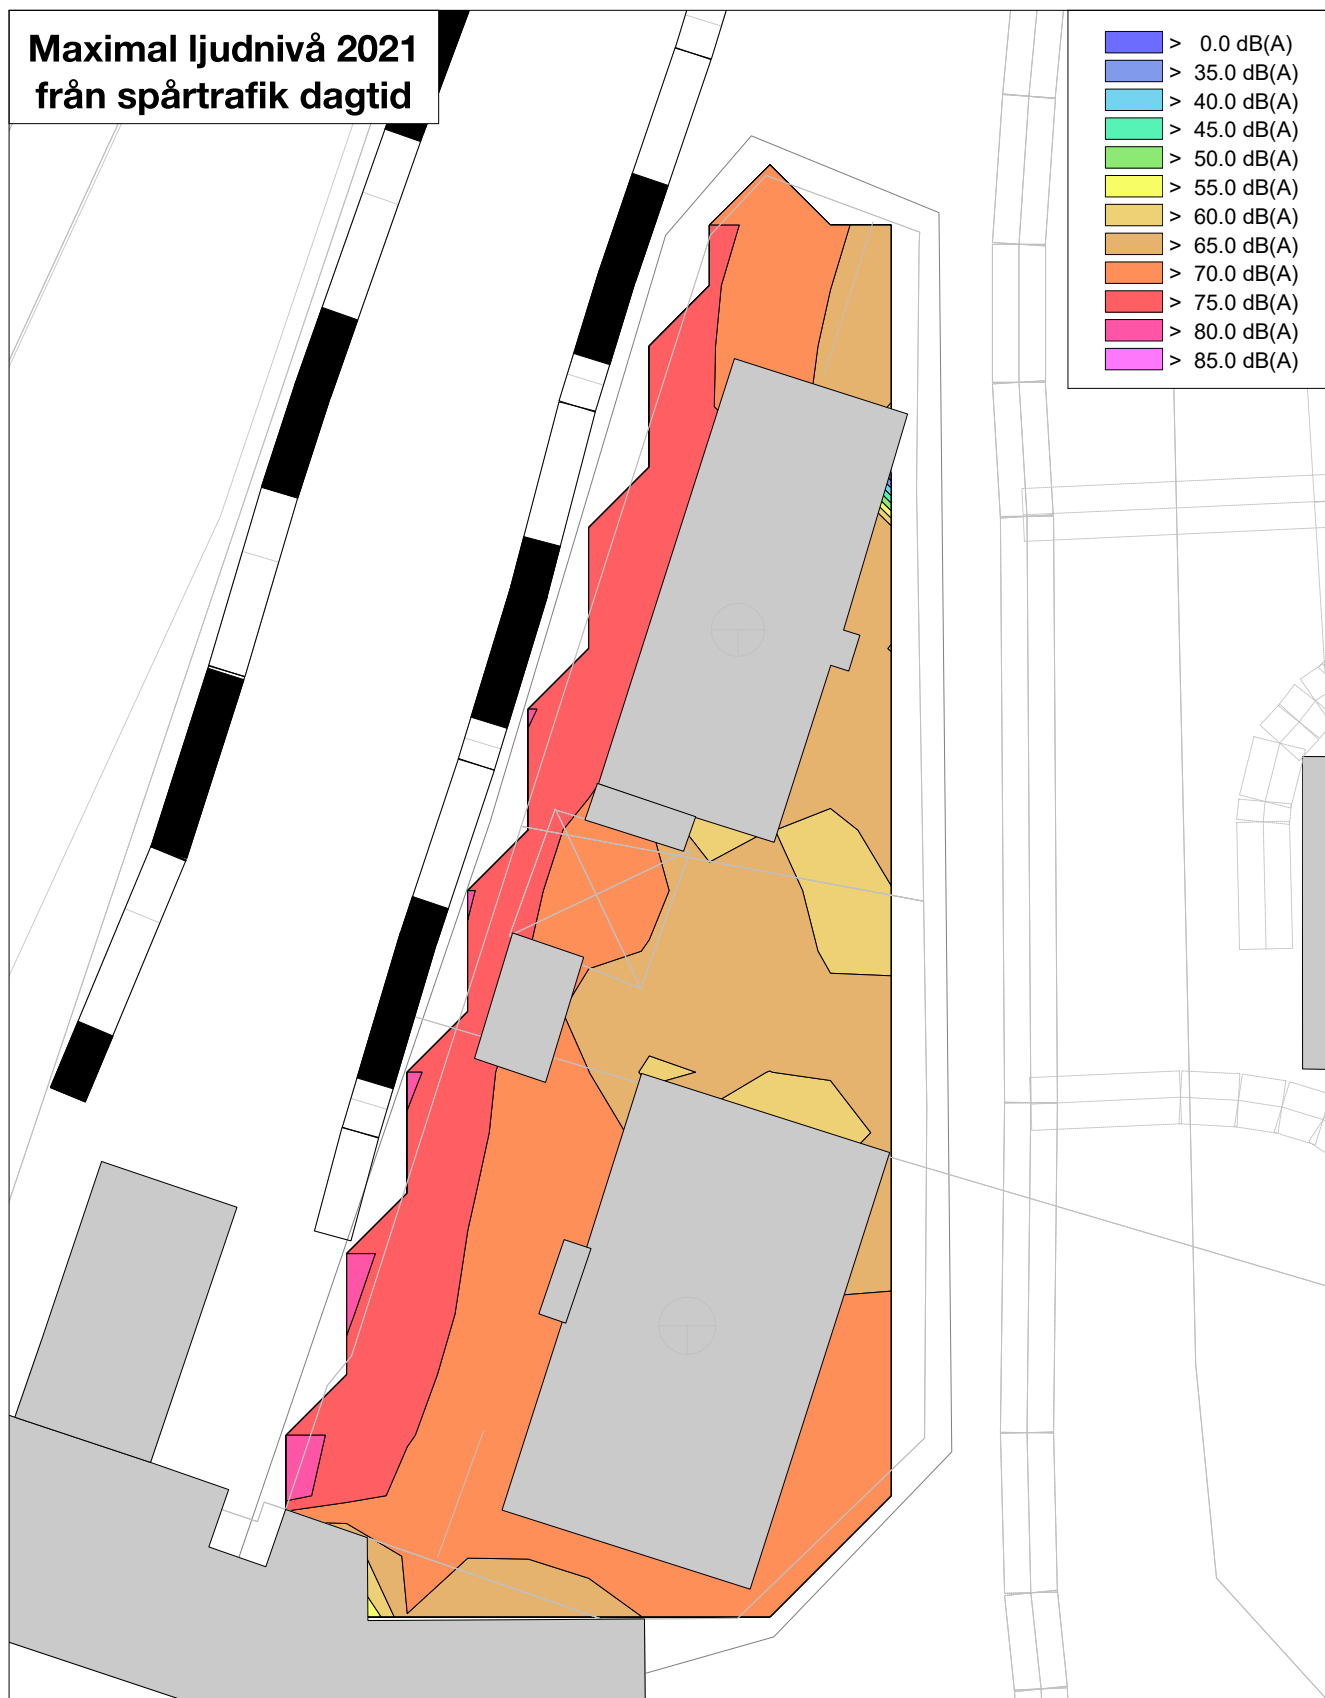 Maximal ljudnivå 2021
från spårtrafik dagtid
> 0.0 dB(A)
> 35.0 dB(A)
> 40.0 dB(A)
> 45.0 dB(A)
> 50.0 dB(A)
> 55.0 dB(A)
> 60.0 dB(A)
> 65.0 dB(A)
> 70.0 dB(A)
> 75.0 dB(A)
> 80.0 dB(A)
> 85.0 dB(A)